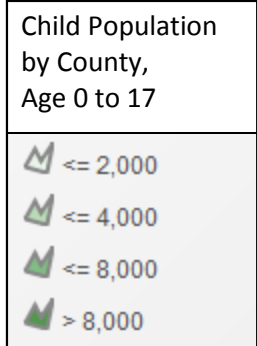 Child Population
by County,
Age 0 to 17
<= 2,000
<= 4,000
<= 8,000
> 8,000